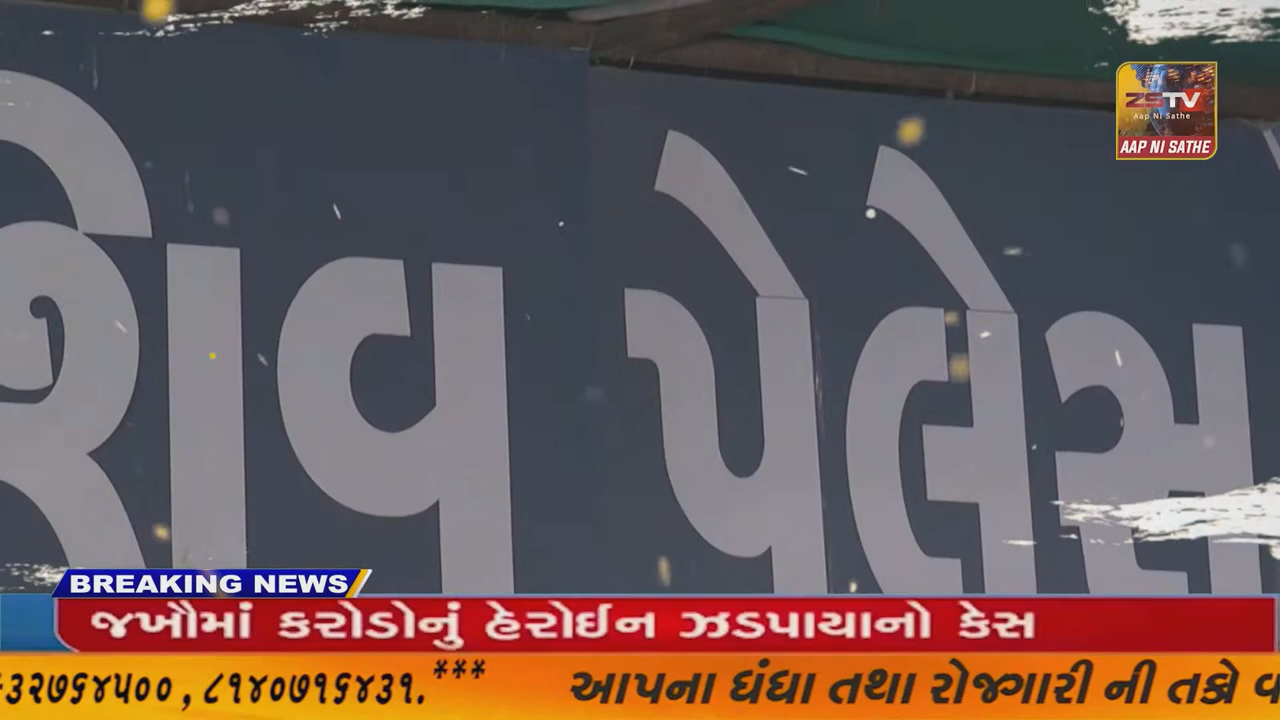 ZSTV
Aap Ni Sathe
AAP NI SATHE
શિવ પેલેસ
BREAKING NEWS
જખૌમાં કરોડોનું હેરોઈન ઝડપાયાનો કેસ
૩૨૭૬૪૫૦૦,૮૧૪૦૭૧૬૪૩૧.*** આપના ધંધા તથા રોજગારી ની તકો